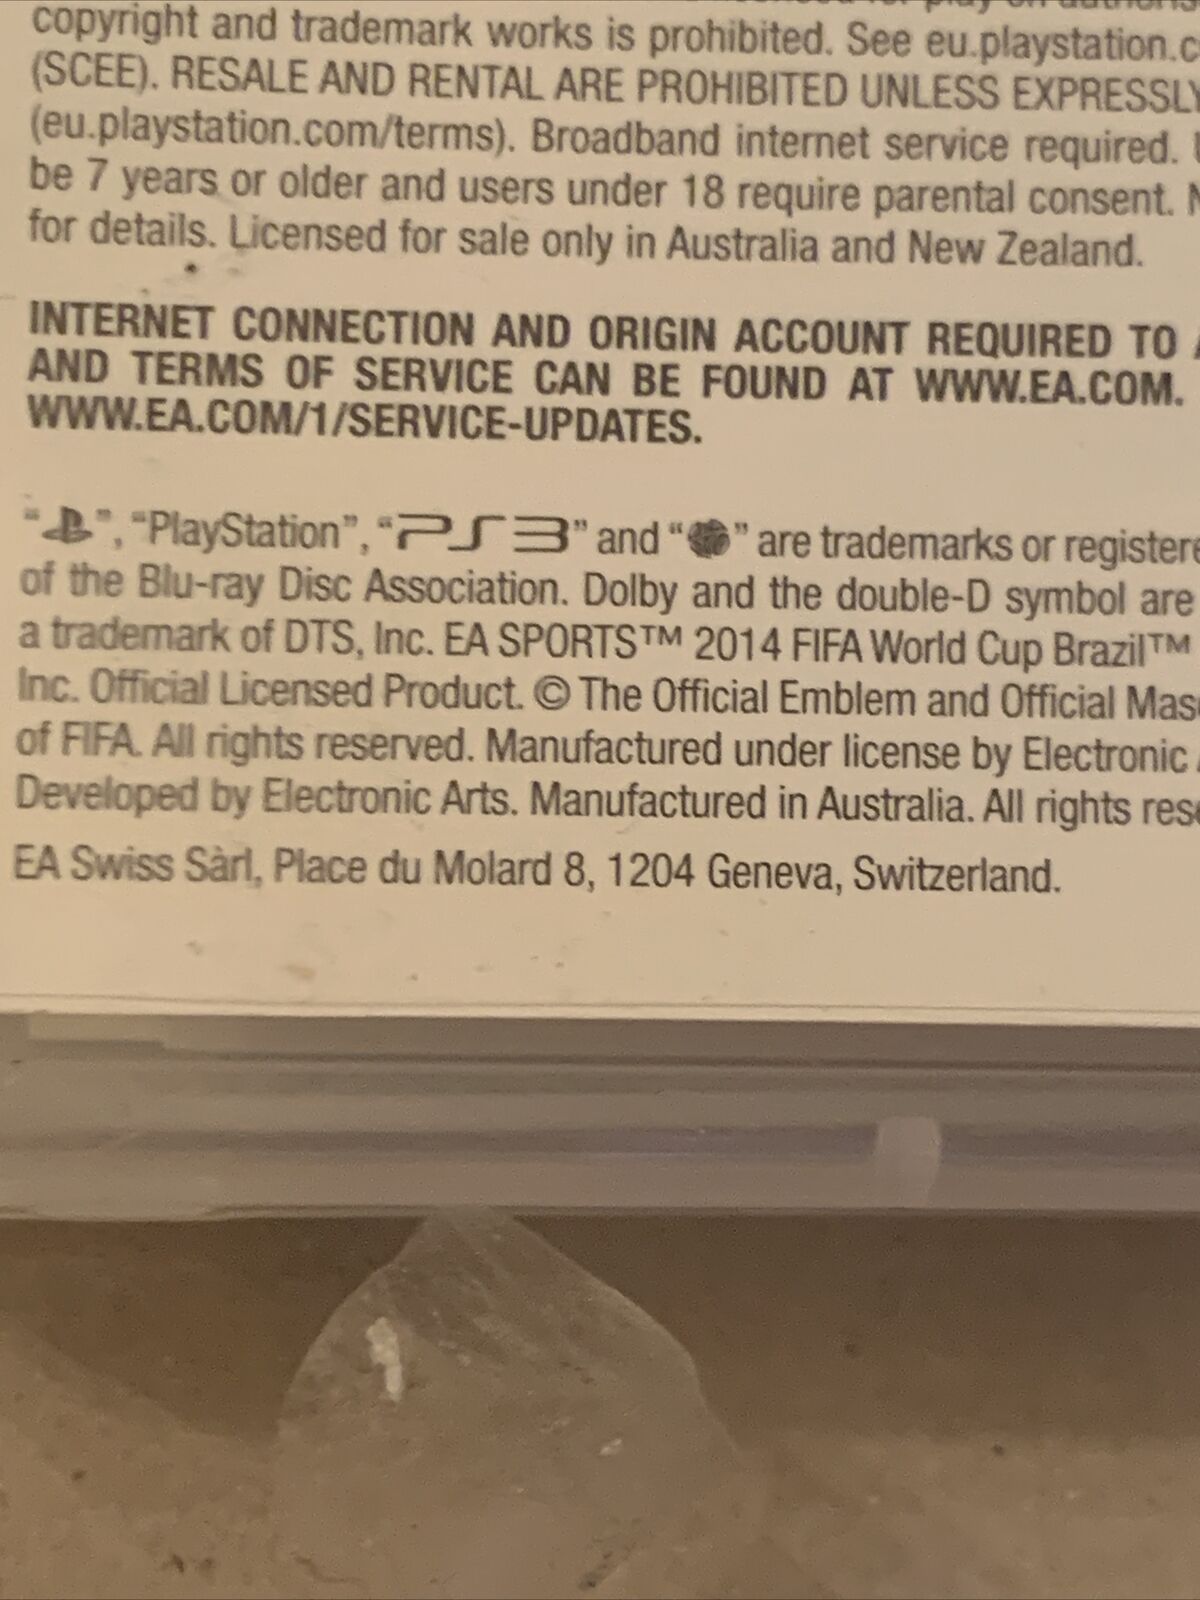 copyright and trademark works is prohibited. See eu.playstation.c
(SCEE). RESALE AND RENTAL ARE PROHIBITED UNLESS EXPRESSLY
(eu.playstation.com/terms). Broadband internet service required.
be 7 years or older and users under 18 require parental consent.
for details. Licensed for sale only in Australia and New Zealand.
INTERNET CONNECTION AND ORIGIN ACCOUNT REQUIRED TO
AND TERMS OF SERVICE CAN BE FOUND AT WWW.EA.COM.
WWW.EA.COM/1/SERVICE-UPDATES.
“ ”, “PlayStation”, “PS3” and “ ” are trademarks or registere
of the Blu-ray Disc Association. Dolby and the double-D symbol are
a trademark of DTS, Inc. EA SPORTS™ 2014 FIFA World Cup Brazil™
Inc. Official Licensed Product. © The Official Emblem and Official Mas
of FIFA. All rights reserved. Manufactured under license by Electronic
Developed by Electronic Arts. Manufactured in Australia. All rights rese
EA Swiss Sàrl, Place du Molard 8, 1204 Geneva, Switzerland.